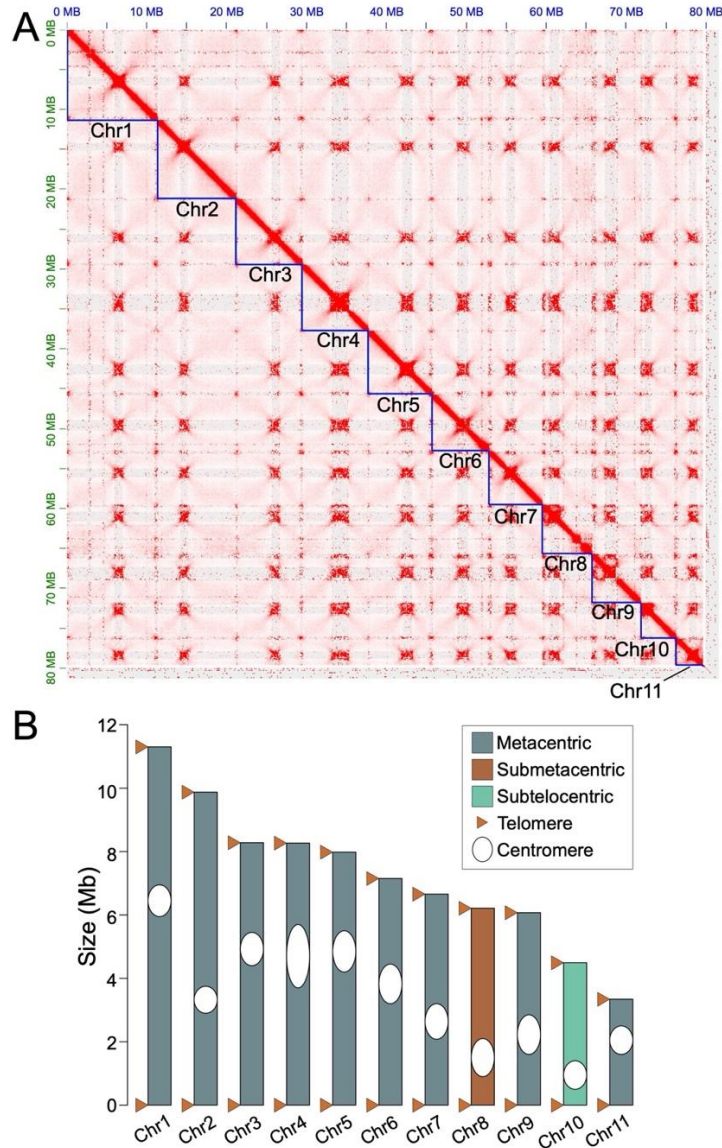 A
0 MB 10 MB 20 MB 30 MB 40 MB 50 MB 60 MB 70 MB 80 MB
0 MB
10 MB
20 MB
30 MB
40 MB
50 MB
60 MB
70 MB
80 MB
Chr1
Chr2
Chr3
Chr4
Chr5
Chr6
Chr7
Chr8
Chr9
Chr10
Chr11
B
Size (Mb)
12
10
8
6
4
2
0
Metacentric
Submetacentric
Subtelocentric
Telomere
Centromere
Chr1 Chr2 Chr3 Chr4 Chr5 Chr6 Chr7 Chr8 Chr9 Chr10 Chr11